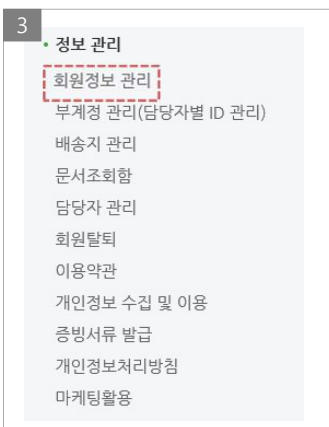 3
• 정보 관리
회원정보 관리
부계정 관리(담당자별 ID 관리)
배송지 관리
문서조회함
담당자 관리
회원탈퇴
이용약관
개인정보 수집 및 이용
증빙서류 발급
개인정보처리방침
마케팅활용